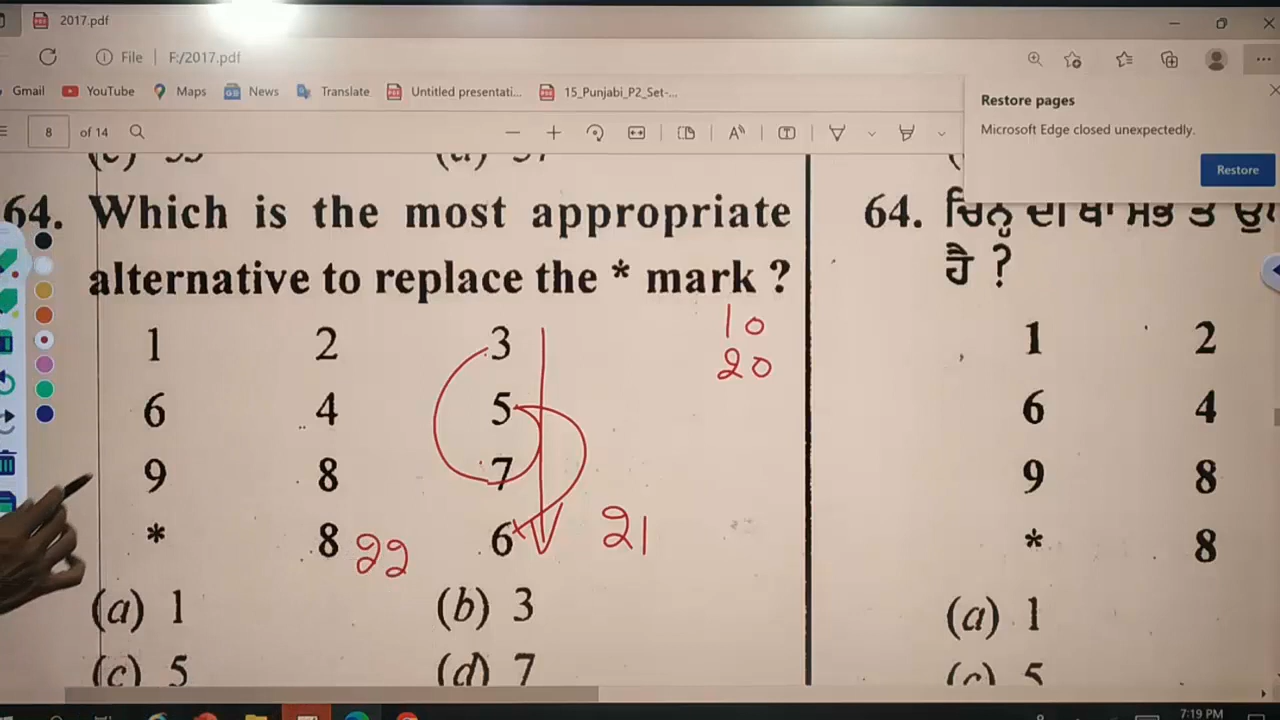 2017.pdf
File F:/2017.pdf
Gmail YouTube Maps News Translate Untitled presentati... 15_Punjabi_P2_Set-...
Restore pages
Microsoft Edge closed unexpectedly.
Restore
8 of 14
64. Which is the most appropriate
alternative to replace the * mark ?
1 2 3
6 4 5
9 8 7
* 8 6
10
20
22
21
(a) 1 (b) 3
(c) 5 (d) 7
64.
ਹੈ ?
1 2
6 4
9 8
* 8
(a) 1
7:19 PM